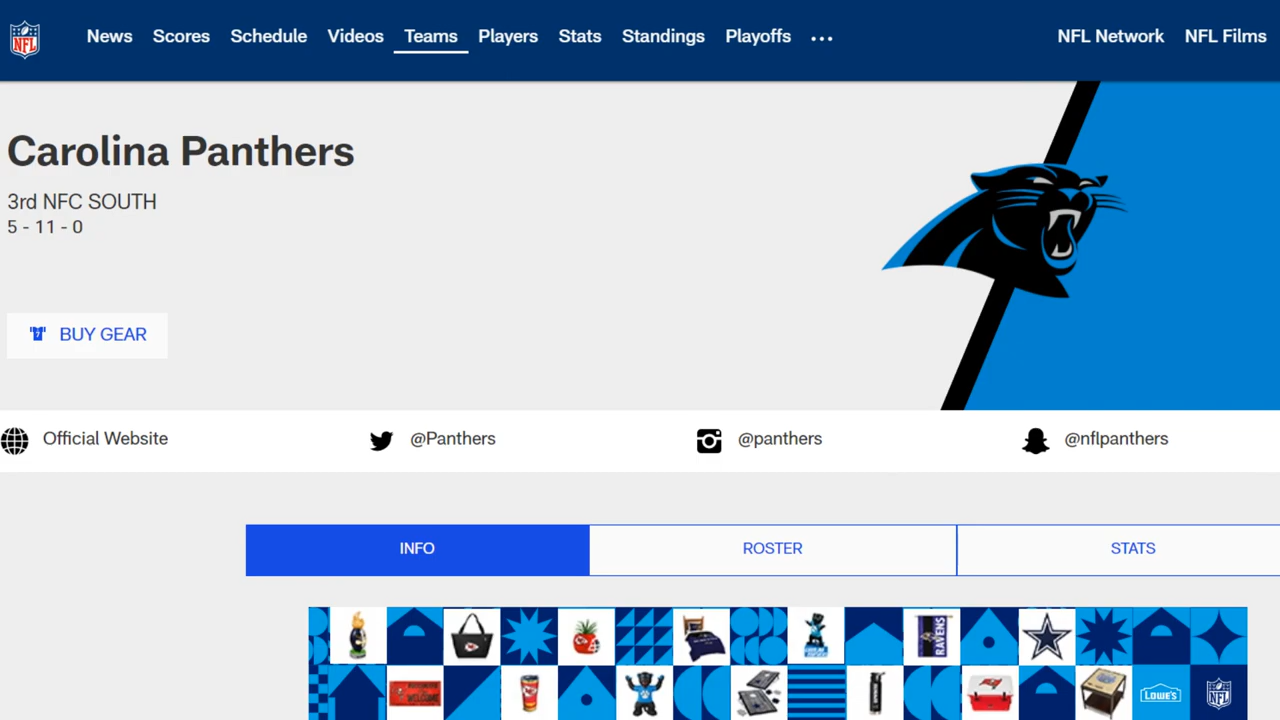 NFL News Scores Schedule Videos Teams Players Stats Standings Playoffs ... NFL Network NFL Films
Carolina Panthers
3rd NFC SOUTH
5 - 11 - 0
BUY GEAR
Official Website @Panthers @panthers @nflpanthers
INFO ROSTER STATS
RAVENS
LOWE'S NFL